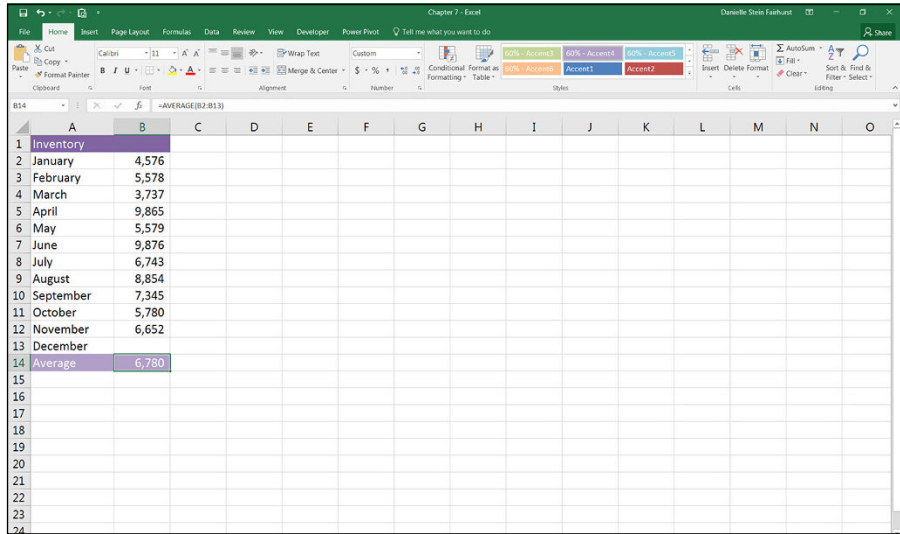 Chapter 7 - Excel
Danielle Stein Fairhurst
File Home Insert Page Layout Formulas Data Review View Developer Power Pivot Tell me what you want to do
Share
Paste
Cut
Copy
Format Painter
Clipboard
Calibri 11 A A
B I U A
Font
Wrap Text
Merge & Center
Alignment
Custom
$ % ,
Number
Conditional Formatting
Format as Table
60% - Accent3 60% - Accent4 60% - Accent5
60% - Accent6 Accent1 Accent2
Styles
Insert Delete Format
Cells
AutoSum
Fill
Clear
Sort & Filter
Find & Select
Editing
B14 fx =AVERAGE(B2:B13)
A B C D E F G H I J K L M N O
1 Inventory
2 January 4,576
3 February 5,578
4 March 3,737
5 April 9,865
6 May 5,579
7 June 9,876
8 July 6,743
9 August 8,854
10 September 7,345
11 October 5,780
12 November 6,652
13 December
14 Average 6,780
15
16
17
18
19
20
21
22
23
24